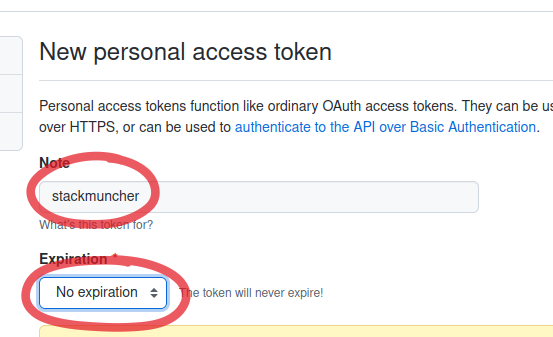 New personal access token
Personal access tokens function like ordinary OAuth access tokens. They can be
over HTTPS, or can be used to authenticate to the API over Basic Authentication.
Note
stackmuncher
What's this token for?
Expiration *
No expiration The token will never expire!